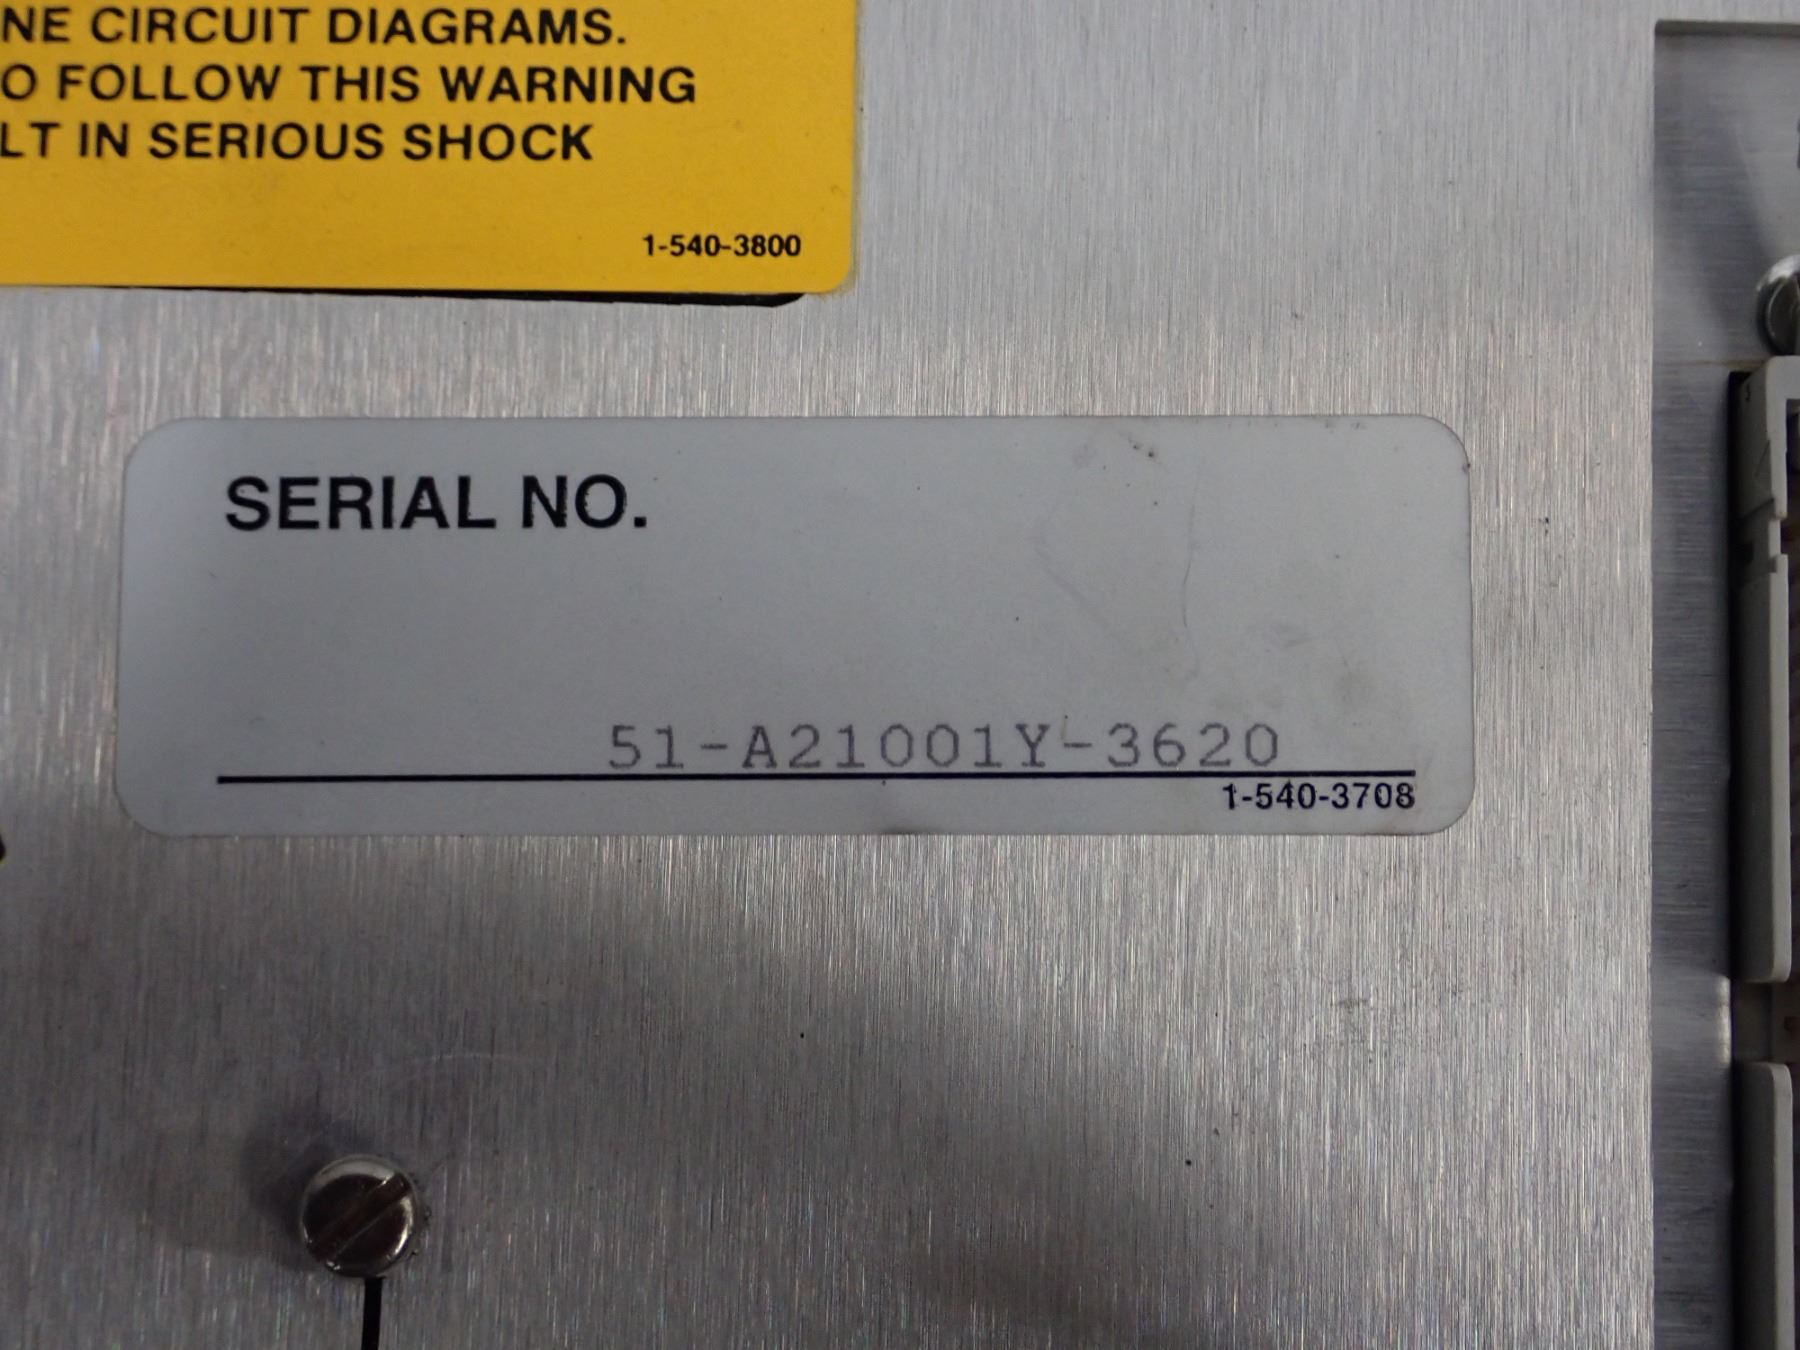 NE CIRCUIT DIAGRAMS.
O FOLLOW THIS WARNING
LT IN SERIOUS SHOCK
1-540-3800
SERIAL NO.
51-A21001Y-3620
1-540-3708